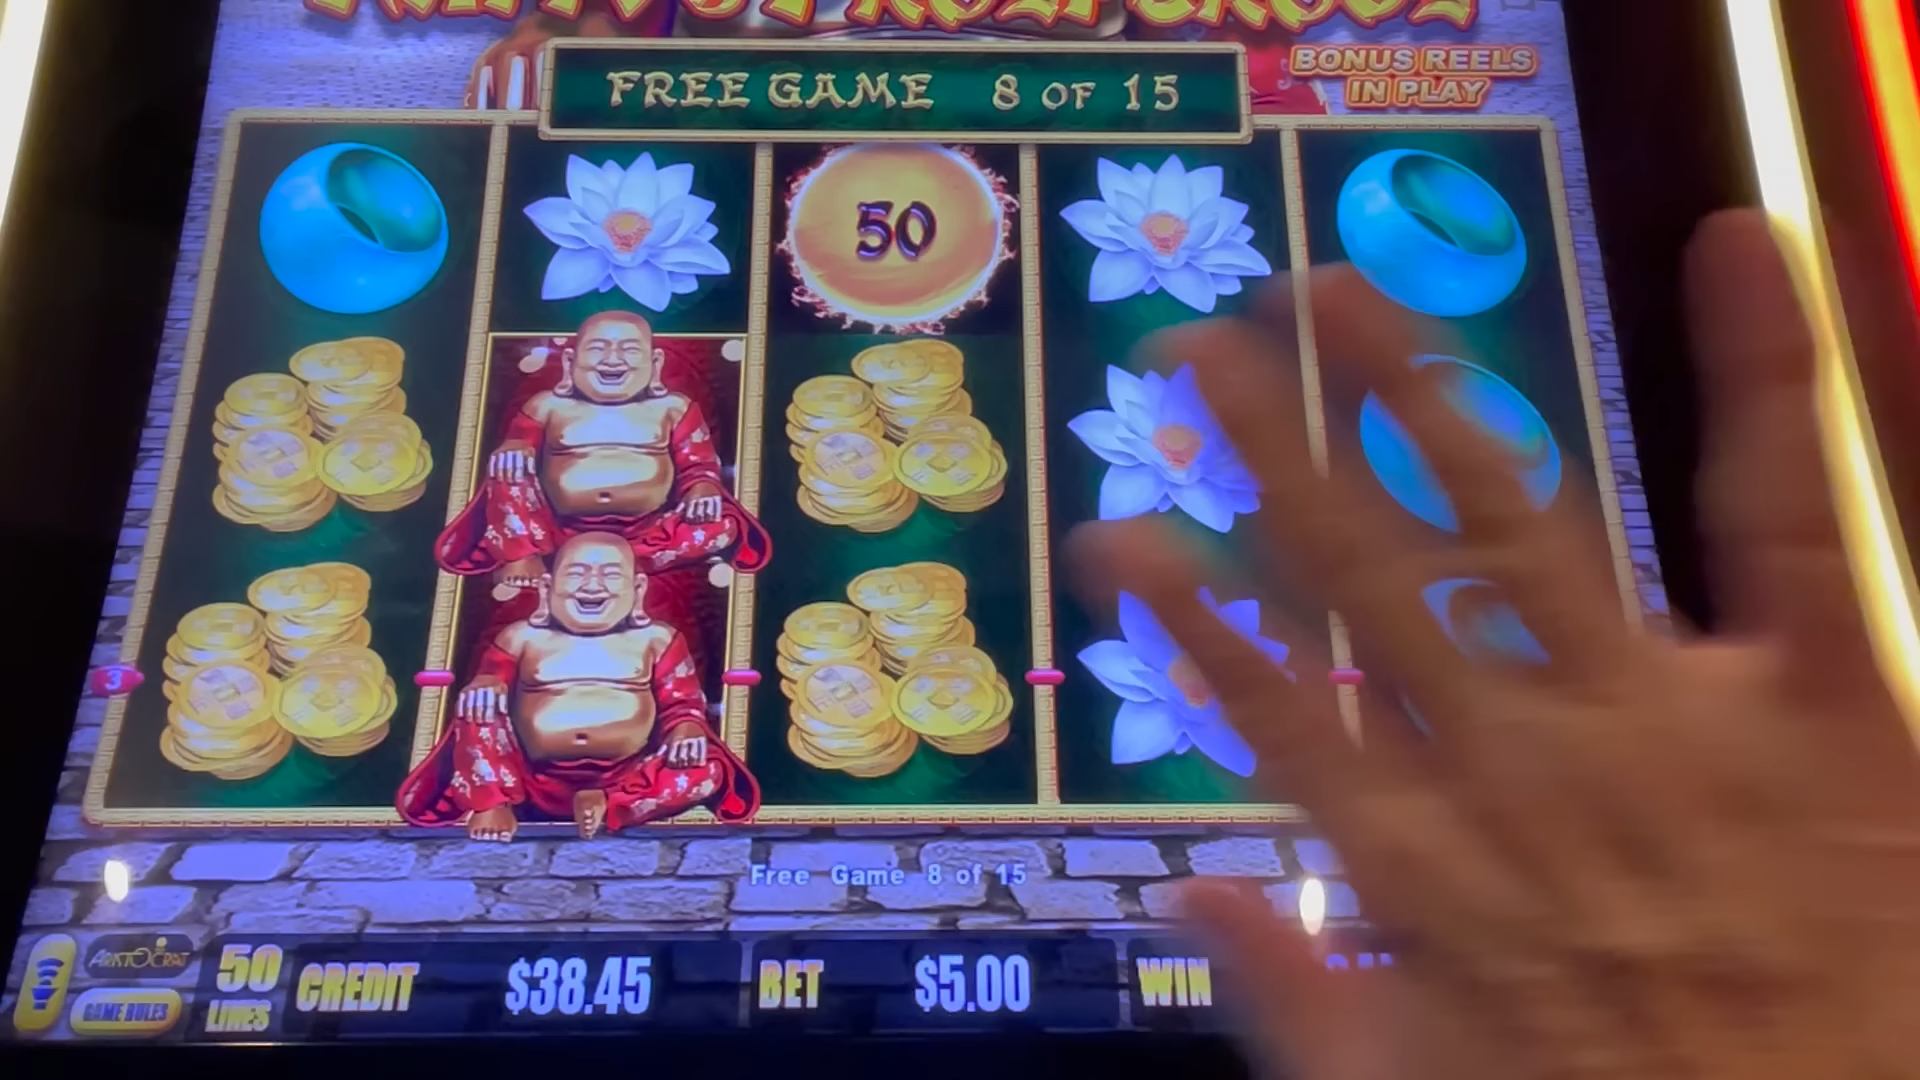 FREE GAME 8 OF 15
BONUS REELS
IN PLAY
50
3
Free Game 8 of 15
ARISTOCRAT
GAME RULES
50
LINES
CREDIT $38.45
BET $5.00
WIN